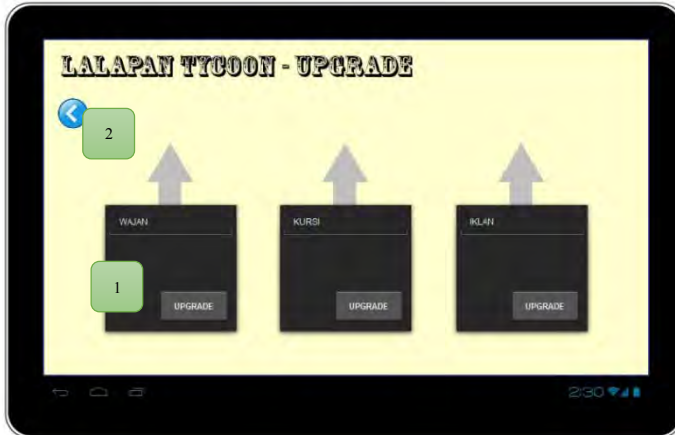 LALAPAN TYCOON - UPGRADE
2
WAJAN
KURSI
IKLAN
1
UPGRADE
UPGRADE
UPGRADE
2:30